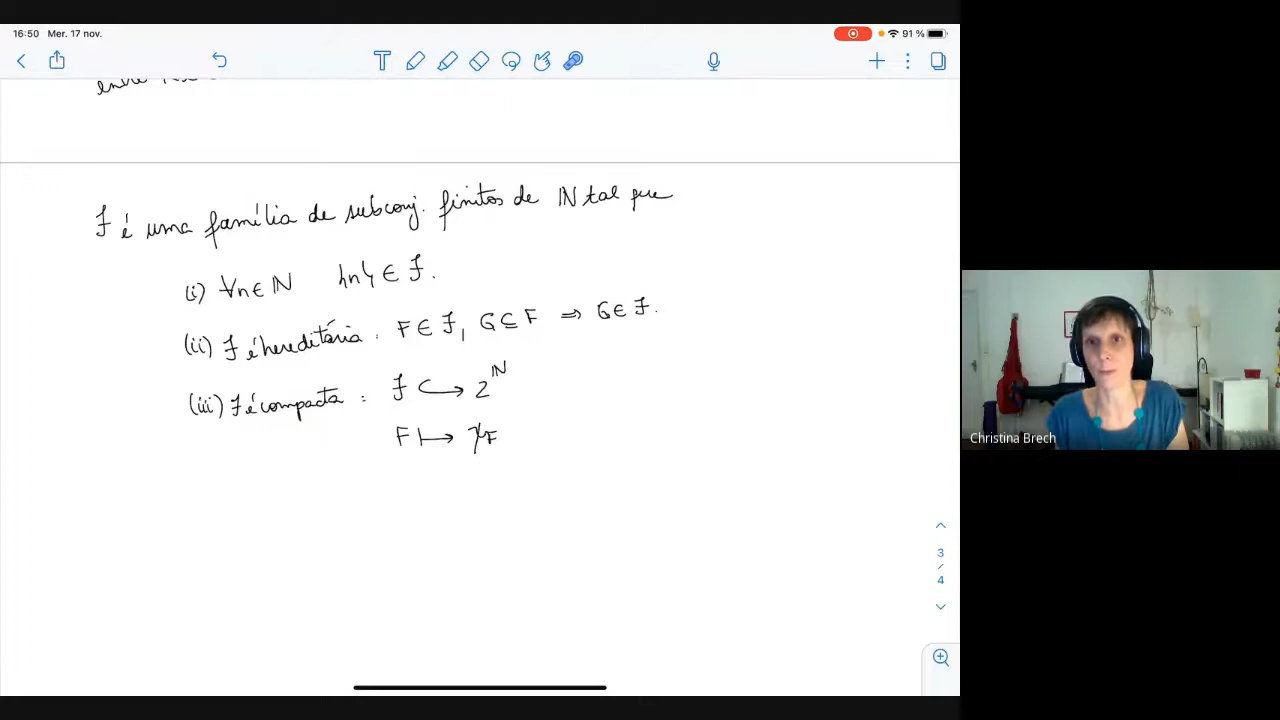 16:50 Mer. 17 nov.
91 %
entre
ℱ é uma família de subconj. finitos de ℕ tal que
(i) ∀n∈ℕ {n} ∈ ℱ.
(ii) ℱ é hereditária : F ∈ ℱ, G ⊆ F ⇒ G ∈ ℱ.
(iii) ℱ é compacta : ℱ ↪ 2^ℕ
F ↦ χ_F
Christina Brech
3
/
4